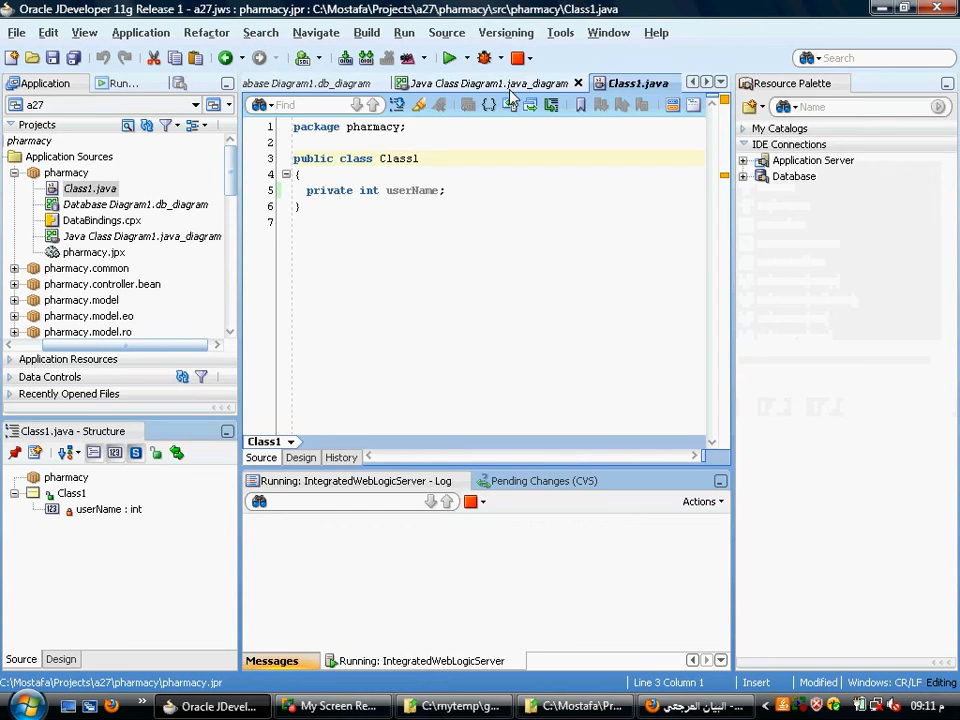 Oracle JDeveloper 11g Release 1 - a27.jws : pharmacy.jpr : C:\Mostafa\Projects\a27\pharmacy\src\pharmacy\Class1.java
File Edit View Application Refactor Search Navigate Build Run Source Versioning Tools Window Help
Search
Application Run...
abase Diagram1.db_diagram Java Class Diagram1.java_diagram Class1.java
Resource Palette
a27
Find
Name
Projects
pharmacy
Application Sources
pharmacy
Class1.java
Database Diagram1.db_diagram
DataBindings.cpx
Java Class Diagram1.java_diagram
pharmacy.jpx
pharmacy.common
pharmacy.controller.bean
pharmacy.model
pharmacy.model.eo
pharmacy.model.ro
Application Resources
Data Controls
Recently Opened Files
1 package pharmacy;
2
3 public class Class1
4 {
5 private int userName;
6 }
7
My Catalogs
IDE Connections
Application Server
Database
Class1
Source Design History
Class1.java - Structure
pharmacy
Class1
userName : int
Source Design
Running: IntegratedWebLogicServer - Log Pending Changes (CVS)
Actions
Messages Running: IntegratedWebLogicServer
C:\Mostafa\Projects\a27\pharmacy\pharmacy.jpr
Line 3 Column 1 Insert Modified Windows: CR/LF Editing
Oracle JDevelo... My Screen Re... C:\mytemp\g... C:\Mostafa\Pr... البيان المرجعي - ... 09:11 م